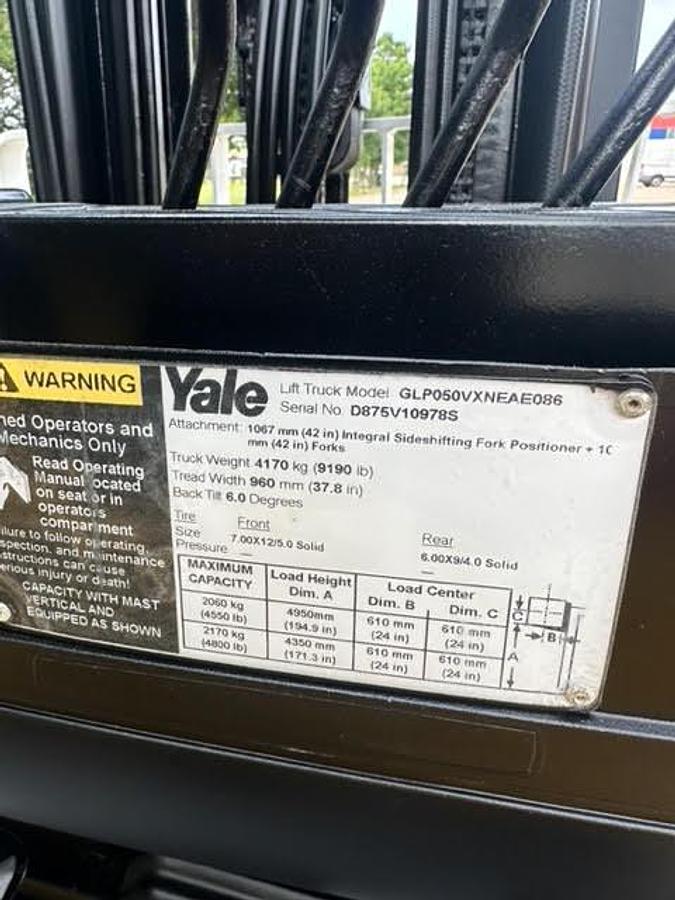 WARNING
ned Operators and
Mechanics Only
Read Operating
Manual located
on seat or in
operators
compartment
ilure to follow operating,
spection, and maintenance
structions can cause
erious injury or death!
CAPACITY WITH MAST
VERTICAL AND
EQUIPPED AS SHOWN
Yale
Lift Truck Model GLP050VXNEAE086
Serial No D875V10978S
Attachment: 1067 mm (42 in) Integral Sideshifting Fork Positioner + 10
mm (42 in) Forks
Truck Weight 4170 kg (9190 lb)
Tread Width 960 mm (37.8 in)
Back Tilt 6.0 Degrees
Tire Front Rear
Size 7.00X12/5.0 Solid 6.00X9/4.0 Solid
Pressure — —
MAXIMUM CAPACITY Load Height Dim. A Load Center Dim. B Dim. C
2060 kg (4550 lb) 4950mm (194.9 in) 610 mm (24 in) 610 mm (24 in)
2170 kg (4800 lb) 4350 mm (171.3 in) 610 mm (24 in) 610 mm (24 in)
C
B
A